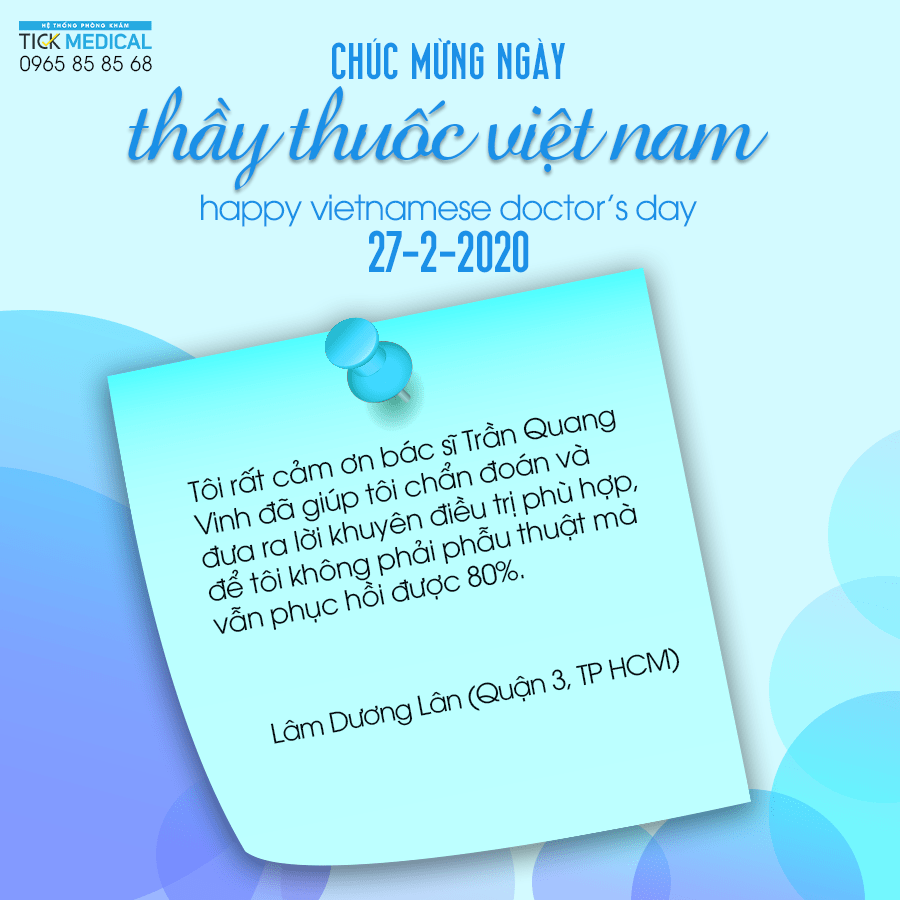 HỆ THỐNG PHÒNG KHÁM
TICK MEDICAL
0965 85 85 68
CHÚC MỪNG NGÀY
thầy thuốc việt nam
happy vietnamese doctor's day
27-2-2020
Tôi rất cảm ơn bác sĩ Trần Quang
Vinh đã giúp tôi chẩn đoán và
đưa ra lời khuyên điều trị phù hợp,
để tôi không phải phẫu thuật mà
vẫn phục hồi được 80%.
Lâm Dương Lân (Quận 3, TP HCM)